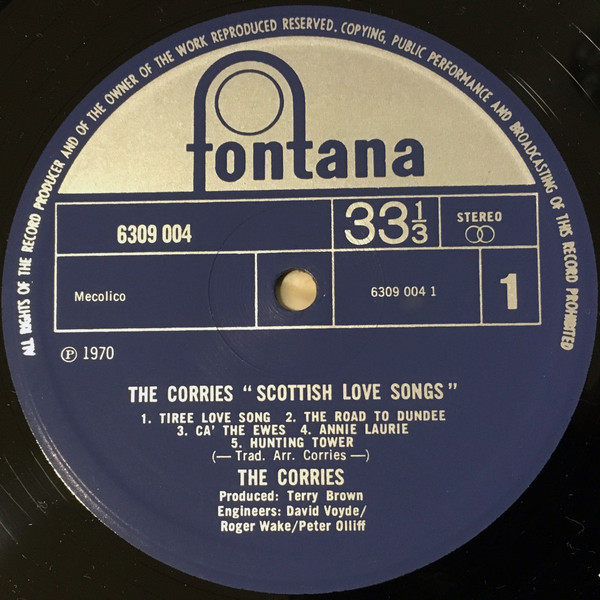 ALL RIGHTS OF THE RECORD PRODUCER AND OF THE OWNER OF THE WORK REPRODUCED RESERVED. COPYING, PUBLIC PERFORMANCE AND BROADCASTING OF THIS RECORD PROHIBITED
fontana
6309 004
33⅓
STEREO
Mecolico
6309 004 1
1
℗ 1970
THE CORRIES “SCOTTISH LOVE SONGS”
1. TIREE LOVE SONG 2. THE ROAD TO DUNDEE
3. CA' THE EWES 4. ANNIE LAURIE
5. HUNTING TOWER
(— Trad. Arr. Corries —)
THE CORRIES
Produced: Terry Brown
Engineers: David Voyde/
Roger Wake/Peter Olliff